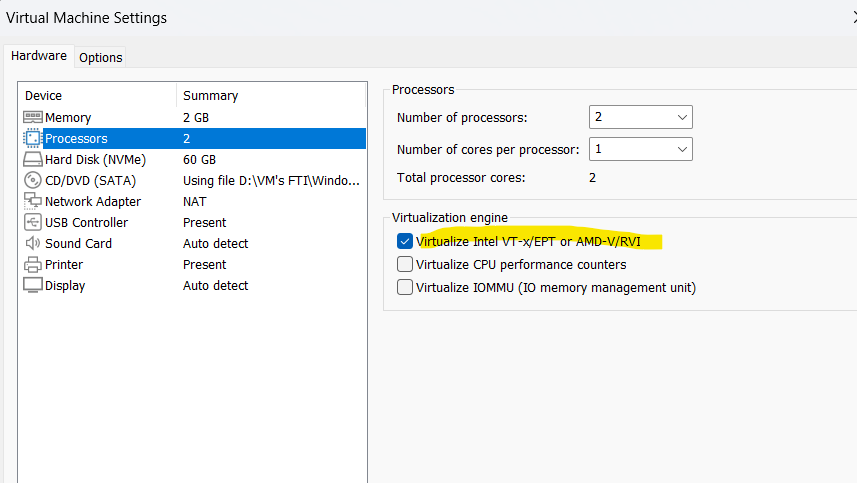 Virtual Machine Settings
Hardware Options
Device Summary
Memory 2 GB
Processors 2
Hard Disk (NVMe) 60 GB
CD/DVD (SATA) Using file D:\VM's FTI\Windo...
Network Adapter NAT
USB Controller Present
Sound Card Auto detect
Printer Present
Display Auto detect
Processors
Number of processors: 2
Number of cores per processor: 1
Total processor cores: 2
Virtualization engine
Virtualize Intel VT-x/EPT or AMD-V/RVI
Virtualize CPU performance counters
Virtualize IOMMU (IO memory management unit)